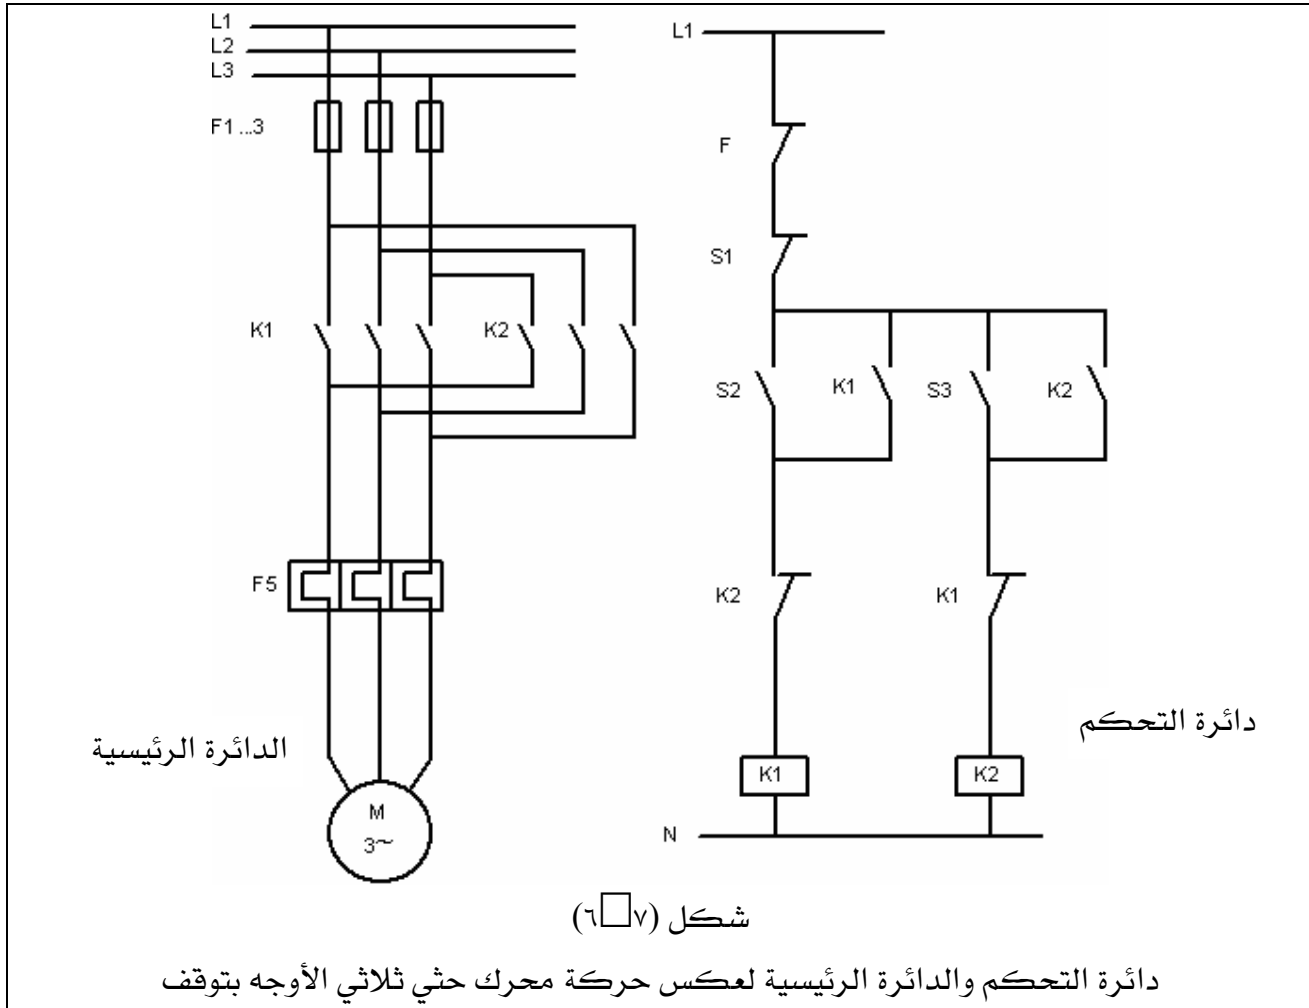 L1
L2
L3
F1 ...3
K1
K2
F5
M
3~
الدائرة الرئيسية
L1
F
S1
S2
K1
S3
K2
K2
K1
K1
K2
N
دائرة التحكم
شكل (٧□٦)
دائرة التحكم والدائرة الرئيسية لعكس حركة محرك حثي ثلاثي الأوجه بتوقف